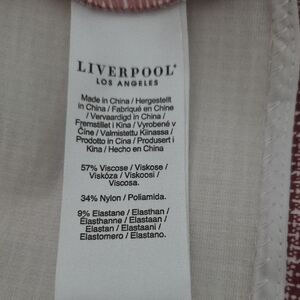 LIVERPOOL
LOS ANGELES
Made in China / Hergestellt
in China / Fabriqué en Chine
/ Vervaardigd in China /
Fremstillet i Kina / Vyrobené v
Číne / Valmistettu Kiinassa /
Prodotto in Cina / Produsert i
Kina / Hecho en China
57% Viscose / Viskose /
Viskóza / Viskoosi /
Viscosa.
34% Nylon / Poliamida.
9% Elastane / Elasthan /
Élasthanne / Elastaan /
Elastan / Elastaani /
Elastomero / Elastano.